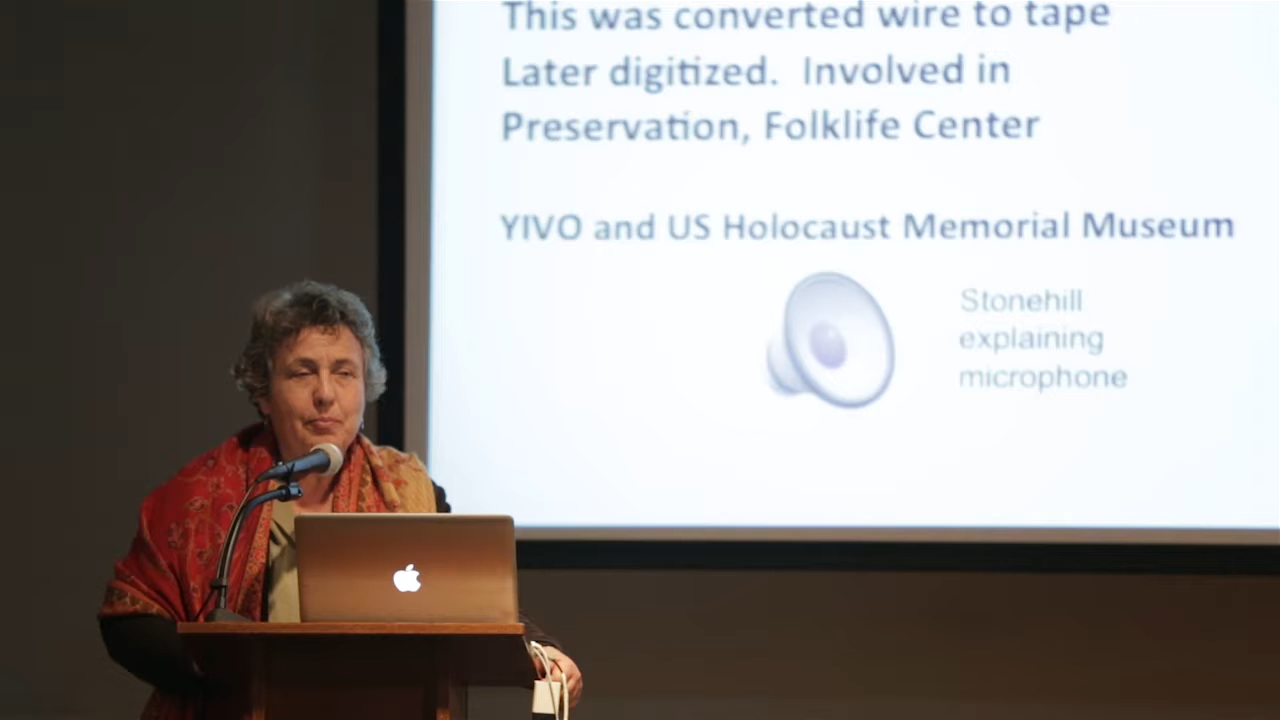 This was converted wire to tape
Later digitized. Involved in
Preservation, Folklife Center
YIVO and US Holocaust Memorial Museum
Stonehill
explaining
microphone